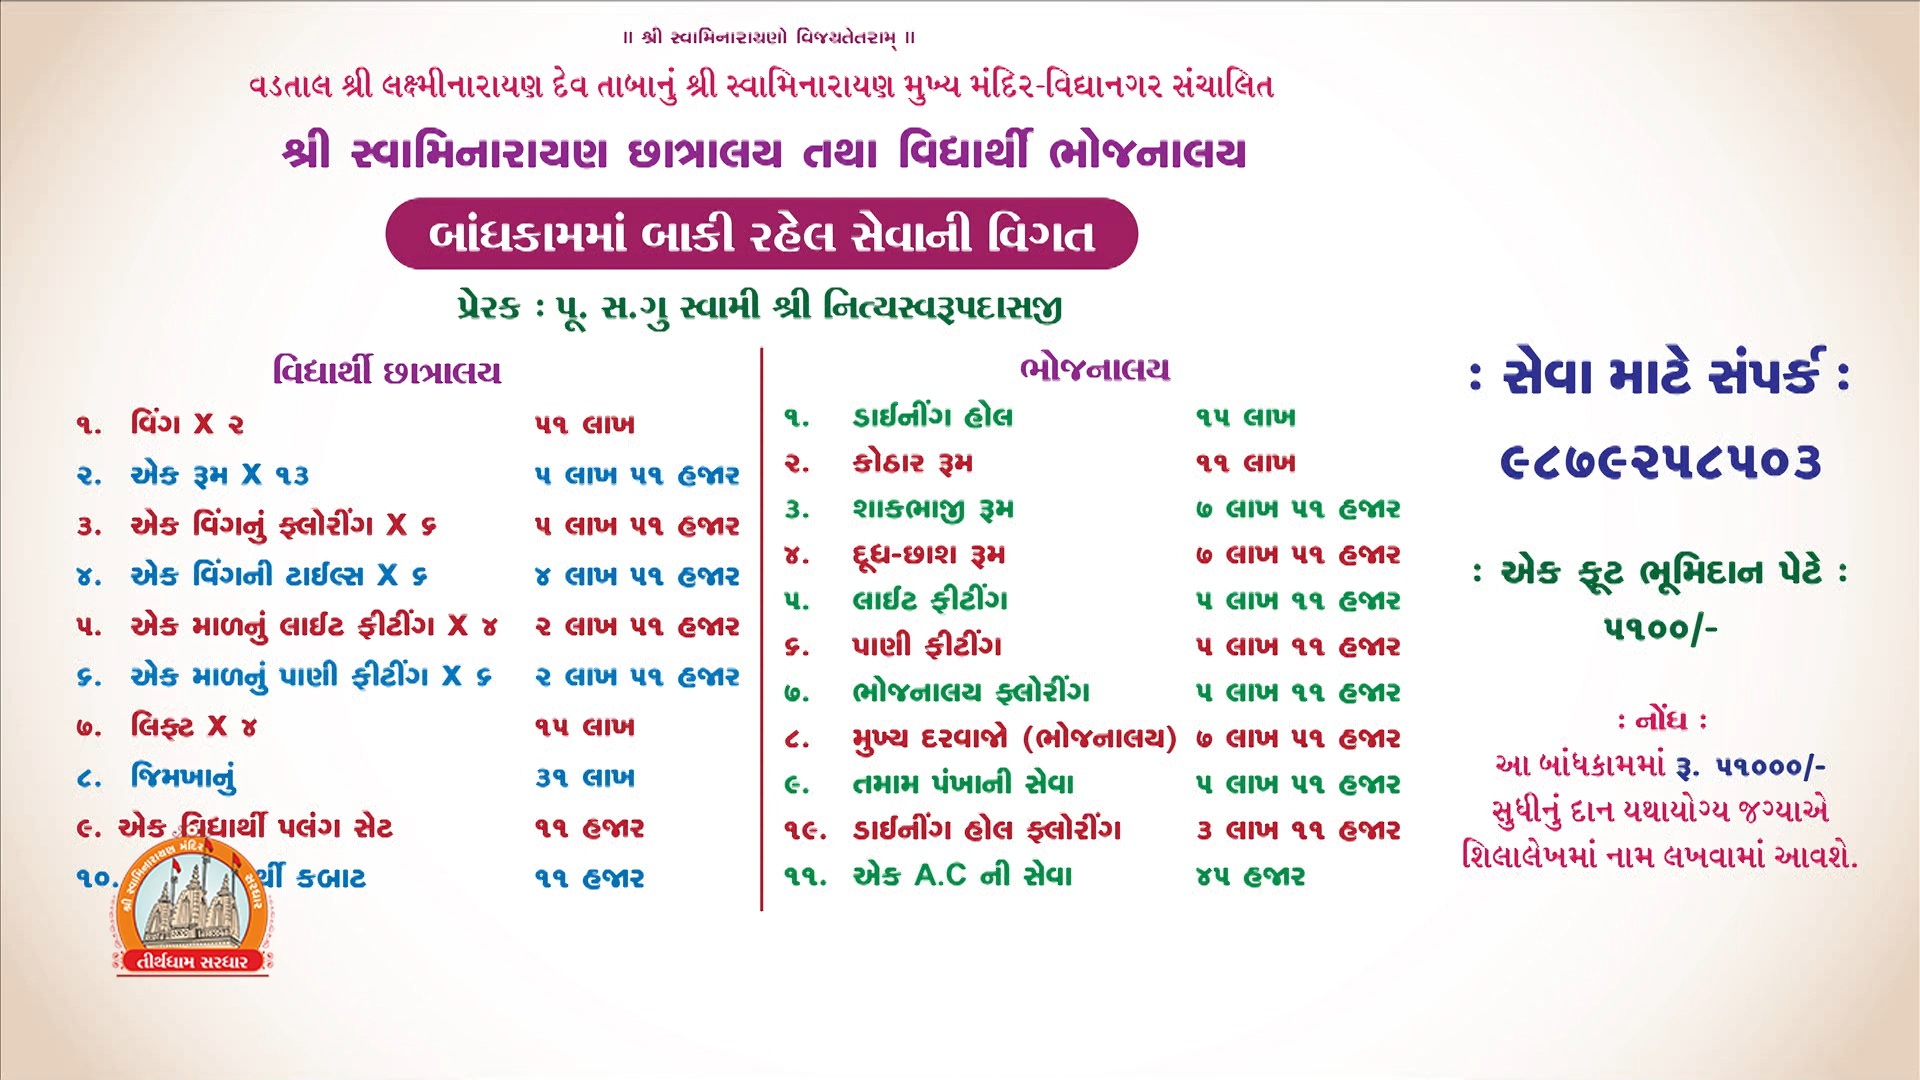 ॥ શ્રી સ્વામિનારાયણો વિજયતેતરામ્ ॥
વડતાલ શ્રી લક્ષ્મીનારાયણ દેવ તાબાનું શ્રી સ્વામિનારાયણ મુખ્ય મંદિર-વિદ્યાનગર સંચાલિત
શ્રી સ્વામિનારાયણ છાત્રાલય તથા વિદ્યાર્થી ભોજનાલય
બાંધકામમાં બાકી રહેલ સેવાની વિગત
પ્રેરક : પૂ. સ.ગુ સ્વામી શ્રી નિત્યસ્વરૂપદાસજી
વિદ્યાર્થી છાત્રાલય
૧. વિંગ X ૨ ૫૧ લાખ
૨. એક રૂમ X ૧૩ ૫ લાખ ૫૧ હજાર
૩. એક વિંગનું ફ્લોરીંગ X ૬ ૫ લાખ ૫૧ હજાર
૪. એક વિંગની ટાઈલ્સ X ૬ ૪ લાખ ૫૧ હજાર
૫. એક માળનું લાઈટ ફીટીંગ X ૪ ૨ લાખ ૫૧ હજાર
૬. એક માળનું પાણી ફીટીંગ X ૬ ૨ લાખ ૫૧ હજાર
૭. લિફ્ટ X ૪ ૧૫ લાખ
૮. જિમખાનું ૩૧ લાખ
૯. એક વિદ્યાર્થી પલંગ સેટ ૧૧ હજાર
૧૦. કબાટ ૧૧ હજાર
ભોજનાલય
૧. ડાઈનીંગ હોલ ૧૫ લાખ
૨. કોઠાર રૂમ ૧૧ લાખ
૩. શાકભાજી રૂમ ૭ લાખ ૫૧ હજાર
૪. દૂધ-છાશ રૂમ ૭ લાખ ૫૧ હજાર
૫. લાઈટ ફીટીંગ ૫ લાખ ૧૧ હજાર
૬. પાણી ફીટીંગ ૫ લાખ ૧૧ હજાર
૭. ભોજનાલય ફ્લોરીંગ ૫ લાખ ૧૧ હજાર
૮. મુખ્ય દરવાજો (ભોજનાલય) ૭ લાખ ૫૧ હજાર
૯. તમામ પંખાની સેવા ૫ લાખ ૫૧ હજાર
૧૯. ડાઈનીંગ હોલ ફ્લોરીંગ ૩ લાખ ૧૧ હજાર
૧૧. એક A.C ની સેવા ૪૫ હજાર
: સેવા માટે સંપર્ક :
૯૮૭૯૨૫૮૫૦૩
: એક ફૂટ ભૂમિદાન પેટે :
૫૧૦૦/-
: નોંધ :
આ બાંધકામમાં રૂ. ૫૧૦૦૦/-
સુધીનું દાન યથાયોગ્ય જગ્યાએ
શિલાલેખમાં નામ લખવામાં આવશે.
શ્રી સ્વામિનારાયણ મંદિર સરધાર
તીર્થધામ સરધાર